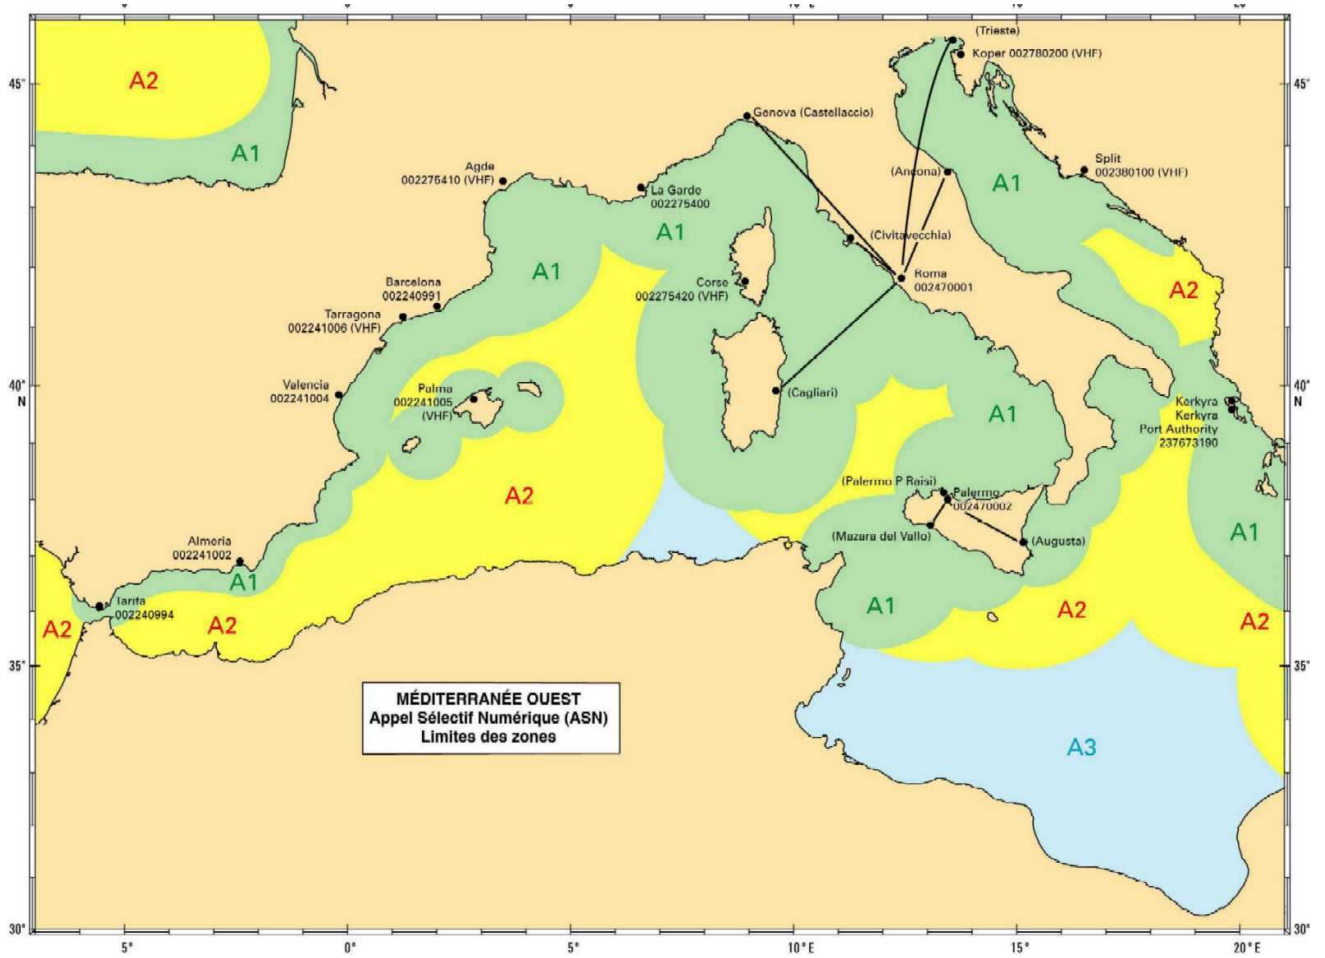 10° E
20°
(Trieste)
Koper 002780200 (VHF)
45°
A2
45°
Genova (Castellaccio)
A1
Agde
002275410 (VHF)
Split
002380100 (VHF)
(Ancona)
A1
La Garde
002275400
A1
(Civitavecchia)
A1
Roma
002470001
Barcelona
002240991
Corse
002275420 (VHF)
A2
Tarragona
002241006 (VHF)
40°
N
Valencia
002241004
Palma
002241005
(VHF)
(Cagliari)
40°
N
A1
Kerkyra
Kerkyra
Port Authority
237673190
A2
(Palermo P Raisi)
Palermo
002470002
A1
(Mazara del Vallo)
(Augusta)
Almeria
002241002
A1
Tarifa
002240994
A1
A2
A2
A2
A2
35°
35°
MÉDITERRANÉE OUEST
Appel Sélectif Numérique (ASN)
Limites des zones
A3
30°
30°
5°
0°
5°
10° E
15°
20° E